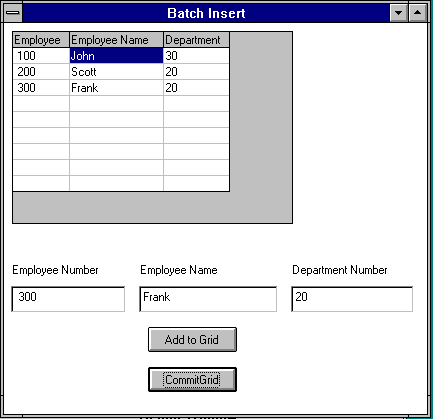 Batch Insert
Employee Employee Name Department
100 John 30
200 Scott 20
300 Frank 20
Employee Number Employee Name Department Number
300 Frank 20
Add to Grid
CommitGrid